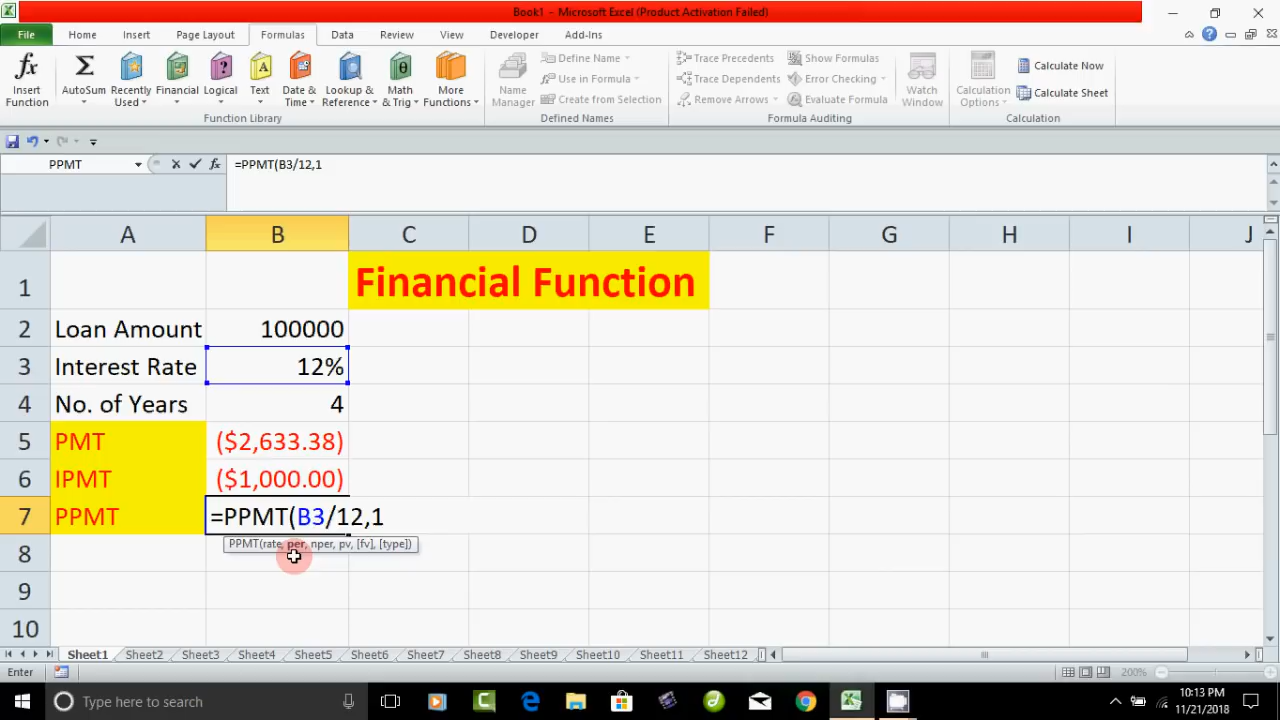 Book1 - Microsoft Excel (Product Activation Failed)
File Home Insert Page Layout Formulas Data Review View Developer Add-Ins
Insert Function
AutoSum
Recently Used
Financial
Logical
Text
Date & Time
Lookup & Reference
Math & Trig
More Functions
Function Library
Name Manager
Define Name
Use in Formula
Create from Selection
Defined Names
Trace Precedents
Trace Dependents
Remove Arrows
Show Formulas
Error Checking
Evaluate Formula
Watch Window
Formula Auditing
Calculation Options
Calculate Now
Calculate Sheet
Calculation
PPMT
fx
=PPMT(B3/12,1
A B C D E F G H I J
1 Financial Function
2 Loan Amount 100000
3 Interest Rate 12%
4 No. of Years 4
5 PMT ($2,633.38)
6 IPMT ($1,000.00)
7 PPMT =PPMT(B3/12,1
PPMT(rate, per, nper, pv, [fv], [type])
8
9
10
Sheet1 Sheet2 Sheet3 Sheet4 Sheet5 Sheet6 Sheet7 Sheet8 Sheet9 Sheet10 Sheet11 Sheet12
Enter
200%
Type here to search
10:13 PM
11/21/2018